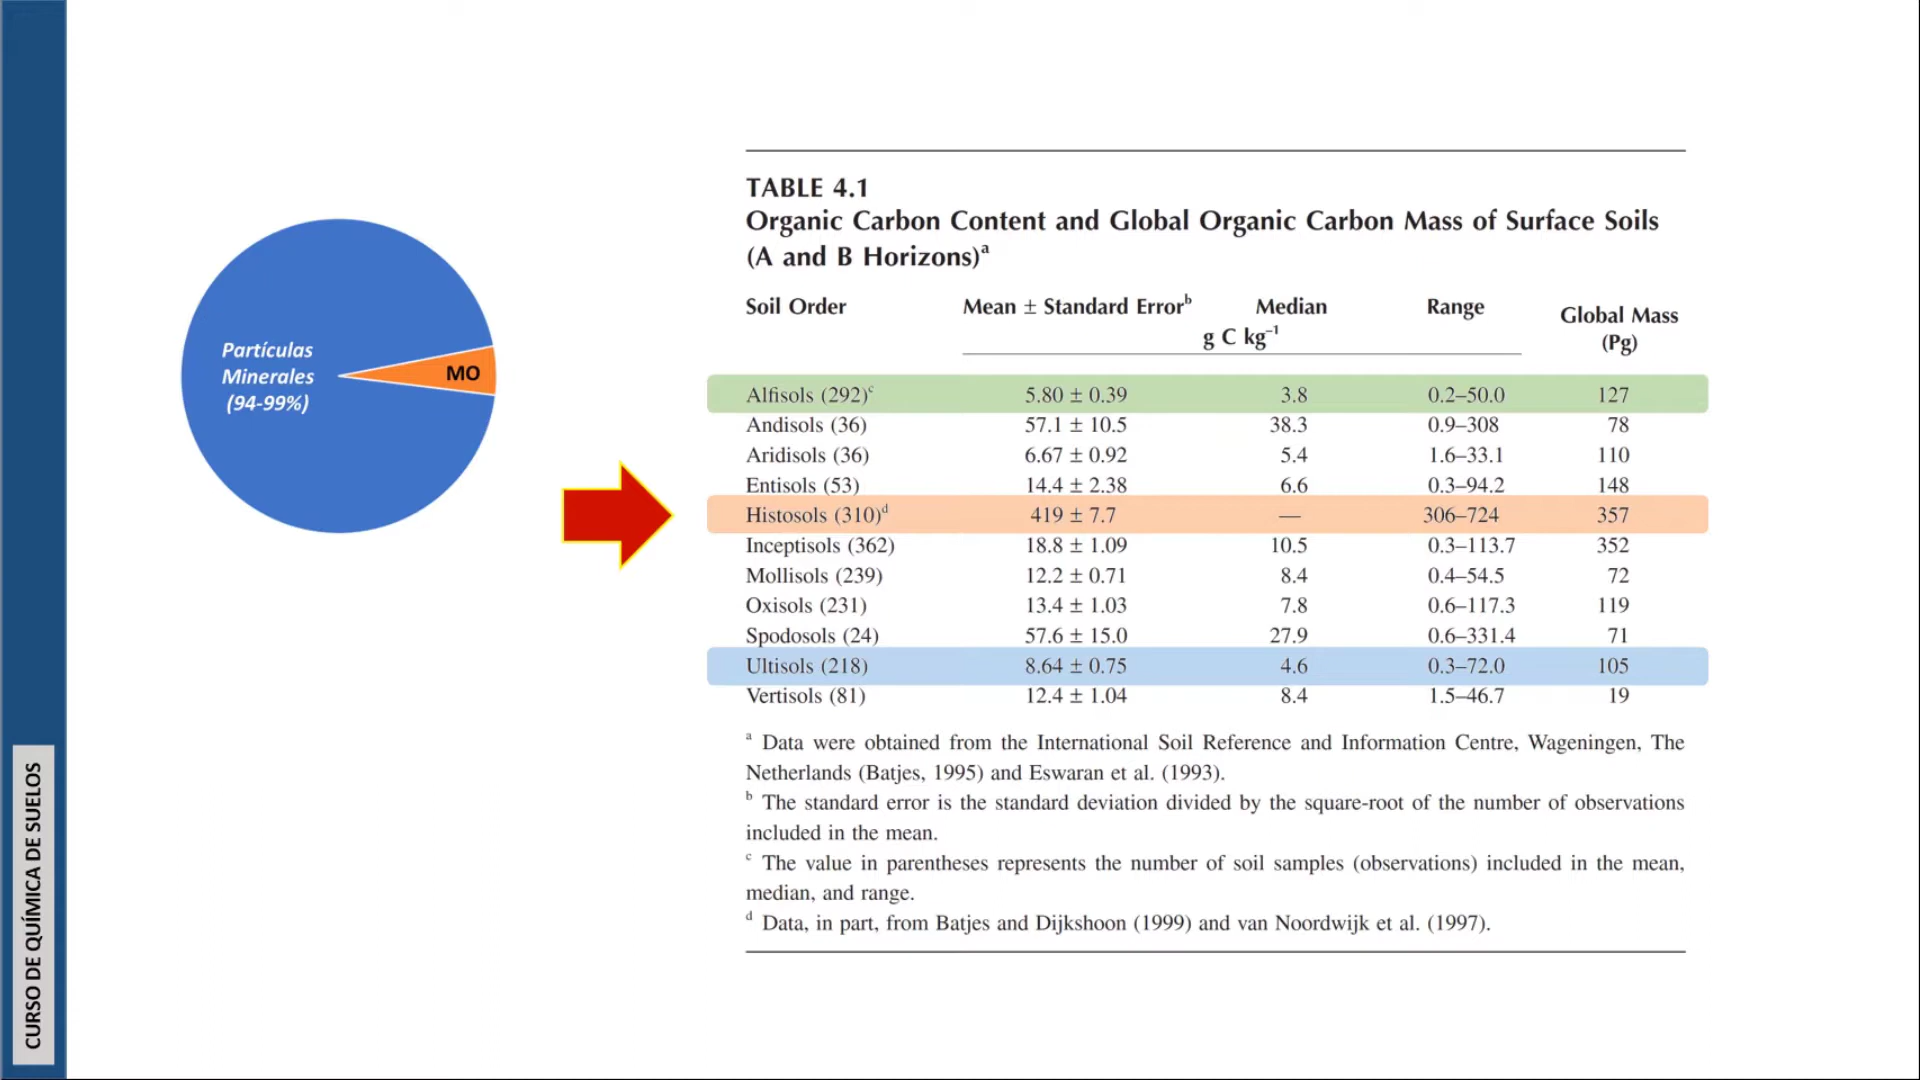 CURSO DE QUÍMICA DE SUELOS
Partículas
Minerales
(94-99%)
MO
TABLE 4.1
Organic Carbon Content and Global Organic Carbon Mass of Surface Soils
(A and B Horizons)ᵃ
Soil Order Mean ± Standard Errorᵇ Median Range Global Mass
g C kg⁻¹ (Pg)
Alfisols (292)ᶜ 5.80 ± 0.39 3.8 0.2–50.0 127
Andisols (36) 57.1 ± 10.5 38.3 0.9–308 78
Aridisols (36) 6.67 ± 0.92 5.4 1.6–33.1 110
Entisols (53) 14.4 ± 2.38 6.6 0.3–94.2 148
Histosols (310)ᵈ 419 ± 7.7 — 306–724 357
Inceptisols (362) 18.8 ± 1.09 10.5 0.3–113.7 352
Mollisols (239) 12.2 ± 0.71 8.4 0.4–54.5 72
Oxisols (231) 13.4 ± 1.03 7.8 0.6–117.3 119
Spodosols (24) 57.6 ± 15.0 27.9 0.6–331.4 71
Ultisols (218) 8.64 ± 0.75 4.6 0.3–72.0 105
Vertisols (81) 12.4 ± 1.04 8.4 1.5–46.7 19
ᵃ Data were obtained from the International Soil Reference and Information Centre, Wageningen, The
Netherlands (Batjes, 1995) and Eswaran et al. (1993).
ᵇ The standard error is the standard deviation divided by the square-root of the number of observations
included in the mean.
ᶜ The value in parentheses represents the number of soil samples (observations) included in the mean,
median, and range.
ᵈ Data, in part, from Batjes and Dijkshoon (1999) and van Noordwijk et al. (1997).